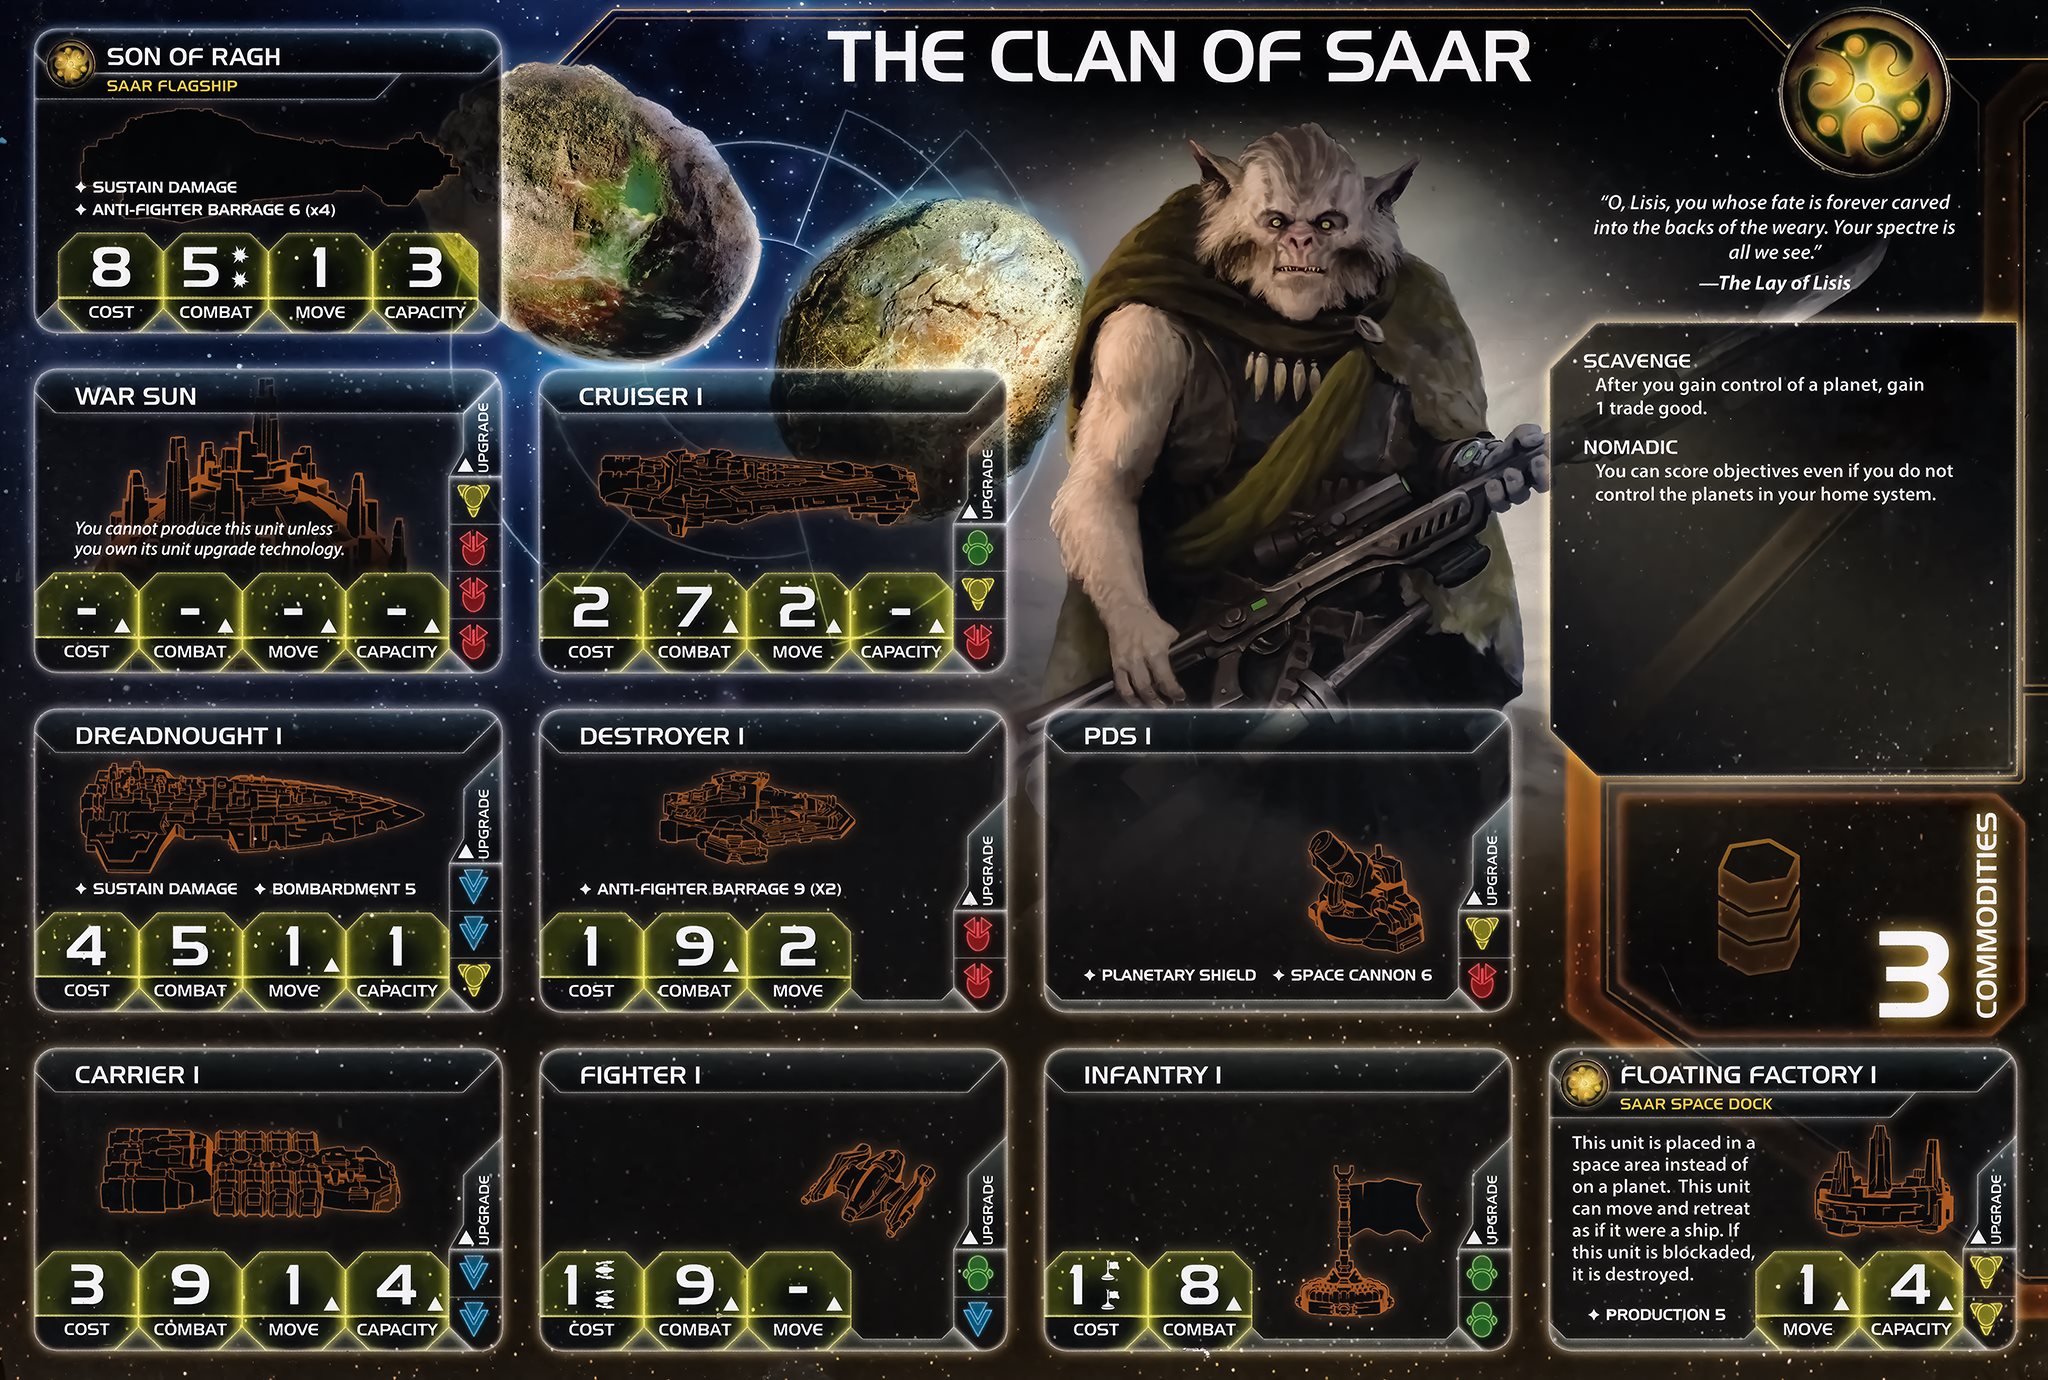 THE CLAN OF SAAR
SON OF RAGH
SAAR FLAGSHIP
SUSTAIN DAMAGE
ANTI-FIGHTER BARRAGE 6 (x4)
8 5 1 3
COST COMBAT MOVE CAPACITY
“O, Lisis, you whose fate is forever carved
into the backs of the weary. Your spectre is
all we see.”
—The Lay of Lisis
SCAVENGE
After you gain control of a planet, gain
1 trade good.
NOMADIC
You can score objectives even if you do not
control the planets in your home system.
WAR SUN
UPGRADE
You cannot produce this unit unless
you own its unit upgrade technology.
- - - -
COST COMBAT MOVE CAPACITY
CRUISER I
UPGRADE
2 7 2 -
COST COMBAT MOVE CAPACITY
DREADNOUGHT I
UPGRADE
SUSTAIN DAMAGE BOMBARDMENT 5
4 5 1 1
COST COMBAT MOVE CAPACITY
DESTROYER I
UPGRADE
ANTI-FIGHTER BARRAGE 9 (X2)
1 9 2
COST COMBAT MOVE
PDS I
UPGRADE
PLANETARY SHIELD SPACE CANNON 6
3
COMMODITIES
CARRIER I
UPGRADE
3 9 1 4
COST COMBAT MOVE CAPACITY
FIGHTER I
UPGRADE
1 9 -
COST COMBAT MOVE
INFANTRY I
UPGRADE
1 8
COST COMBAT
FLOATING FACTORY I
SAAR SPACE DOCK
This unit is placed in a
space area instead of
on a planet. This unit
can move and retreat
as if it were a ship. If
this unit is blockaded,
it is destroyed.
PRODUCTION 5
UPGRADE
1 4
MOVE CAPACITY